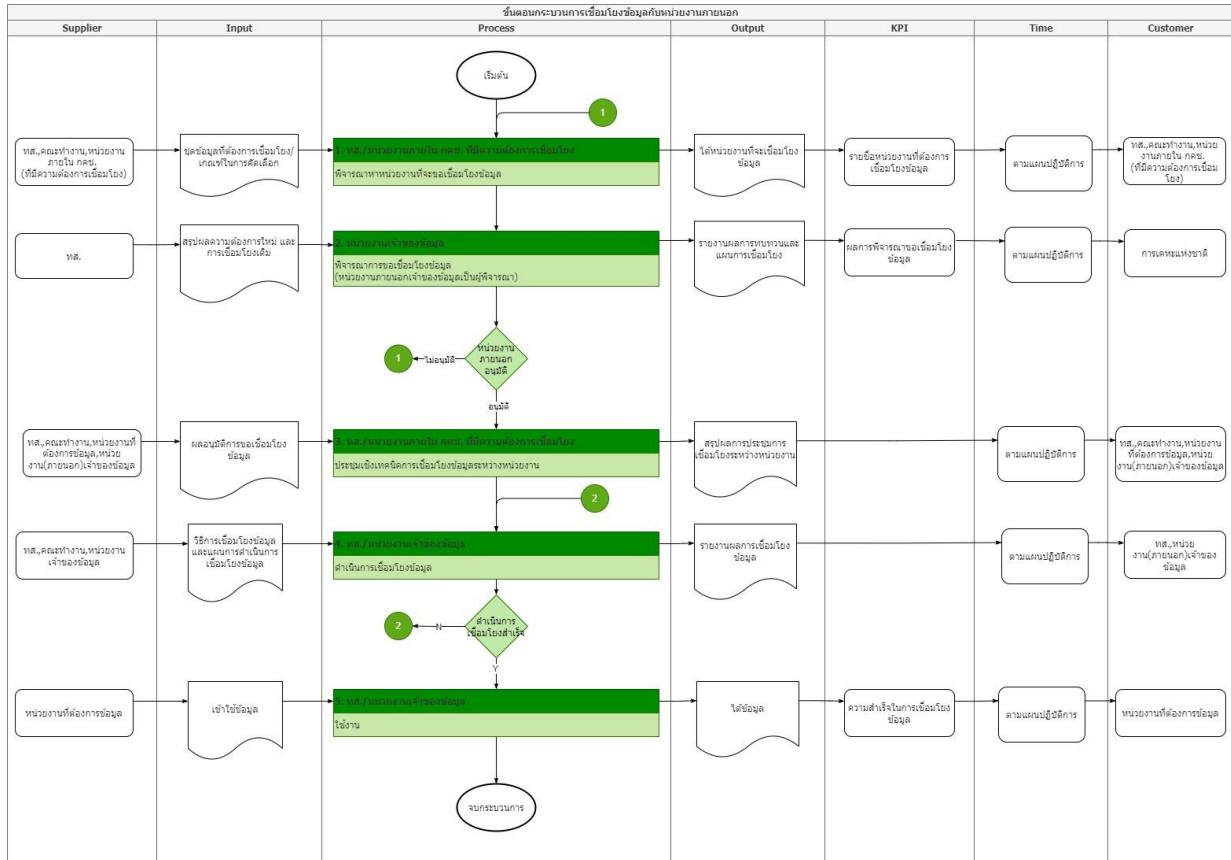 ขั้นตอนกระบวนการเชื่อมโยงข้อมูลกับหน่วยงานภายนอก
Supplier
Input
Process
Output
KPI
Time
Customer
เริ่มต้น
1
ทส.,คณะทำงาน,หน่วยงาน
ภายใน กคช.
(ที่มีความต้องการเชื่อมโยง)
ชุดข้อมูลที่ต้องการเชื่อมโยง/
เกณฑ์ในการคัดเลือก
1. ทส./หน่วยงานภายใน กคช. ที่มีความต้องการเชื่อมโยง
พิจารณาหาหน่วยงานที่จะขอเชื่อมโยงข้อมูล
ได้หน่วยงานที่จะเชื่อมโยง
ข้อมูล
รายชื่อหน่วยงานที่ต้องการ
เชื่อมโยงข้อมูล
ตามแผนปฏิบัติการ
ทส.,คณะทำงาน,หน่วย
งานภายใน กคช.
(ที่มีความต้องการเชื่อม
โยง)
ทส.
สรุปผลความต้องการใหม่ และ
การเชื่อมโยงเดิม
2. หน่วยงานเจ้าของข้อมูล
พิจารณาการขอเชื่อมโยงข้อมูล
(หน่วยงานภายนอกเจ้าของข้อมูลเป็นผู้พิจารณา)
รายงานผลการทบทวนและ
แผนการเชื่อมโยง
ผลการพิจารณาขอเชื่อมโยง
ข้อมูล
ตามแผนปฏิบัติการ
การเคหะแห่งชาติ
หน่วยงาน
ภายนอก
อนุมัติ
ไม่อนุมัติ
1
อนุมัติ
ทส.,คณะทำงาน,หน่วยงานที่
ต้องการข้อมูล,หน่วย
งาน(ภายนอก)เจ้าของข้อมูล
ผลอนุมัติการขอเชื่อมโยง
ข้อมูล
3. ทส./หน่วยงานภายใน กคช. ที่มีความต้องการเชื่อมโยง
ประชุมเชิงเทคนิคการเชื่อมโยงข้อมูลระหว่างหน่วยงาน
สรุปผลการประชุมการ
เชื่อมโยงระหว่างหน่วยงาน
ตามแผนปฏิบัติการ
ทส.,คณะทำงาน,หน่วยงาน
ที่ต้องการข้อมูล,หน่วย
งาน(ภายนอก)เจ้าของข้อมูล
2
ทส.,คณะทำงาน,หน่วยงาน
เจ้าของข้อมูล
วิธีการเชื่อมโยงข้อมูล
และแผนการดำเนินการ
เชื่อมโยงข้อมูล
4. ทส./หน่วยงานเจ้าของข้อมูล
ดำเนินการเชื่อมโยงข้อมูล
รายงานผลการเชื่อมโยง
ข้อมูล
ตามแผนปฏิบัติการ
ทส.,หน่วย
งาน(ภายนอก)เจ้าของ
ข้อมูล
ดำเนินการ
เชื่อมโยงสำเร็จ
N
2
Y
หน่วยงานที่ต้องการข้อมูล
เข้าใช้ข้อมูล
5. ทส./หน่วยงานเจ้าของข้อมูล
ใช้งาน
ได้ข้อมูล
ความสำเร็จในการเชื่อมโยง
ข้อมูล
ตามแผนปฏิบัติการ
หน่วยงานที่ต้องการข้อมูล
จบกระบวนการ